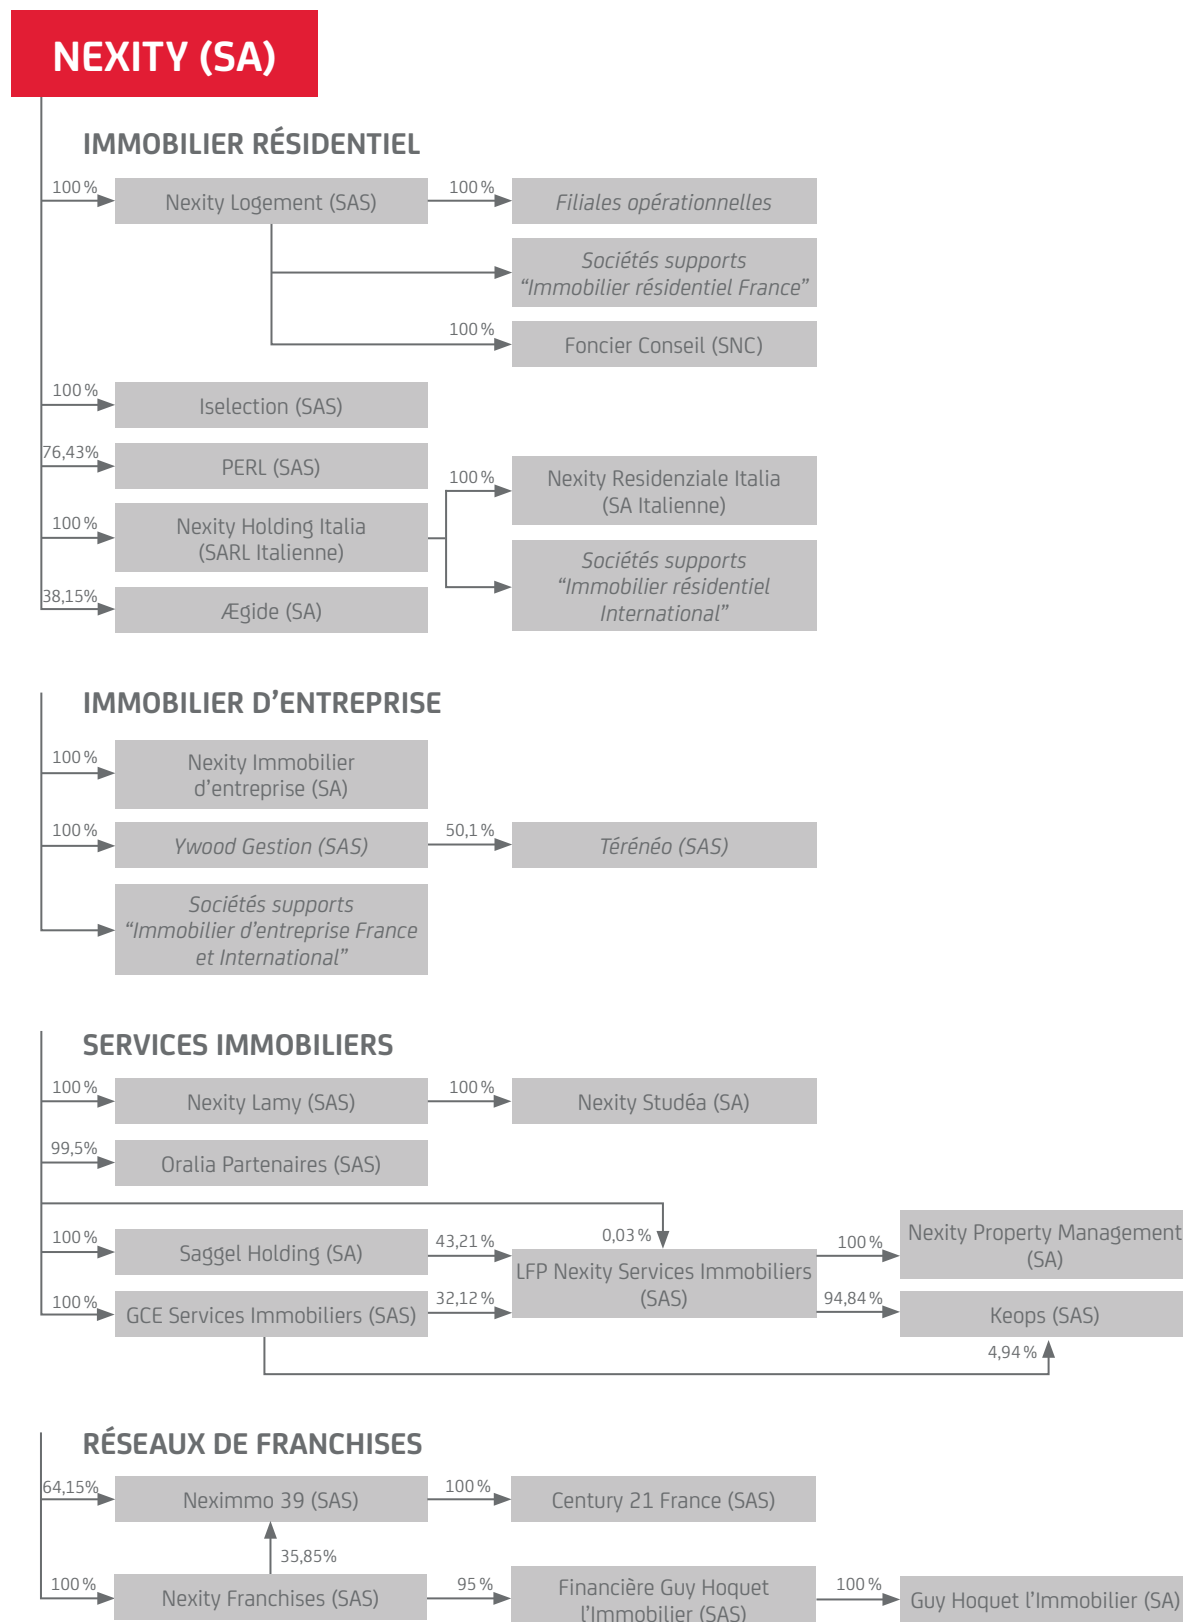 NEXITY (SA)
IMMOBILIER RÉSIDENTIEL
100 %
Nexity Logement (SAS)
100 %
Filiales opérationnelles
Sociétés supports
“Immobilier résidentiel France”
100 %
Foncier Conseil (SNC)
100 %
Iselection (SAS)
76,43%
PERL (SAS)
100 %
Nexity Holding Italia
(SARL Italienne)
100 %
Nexity Residenziale Italia
(SA Italienne)
Sociétés supports
“Immobilier résidentiel
International”
38,15%
Ægide (SA)
IMMOBILIER D’ENTREPRISE
100 %
Nexity Immobilier
d’entreprise (SA)
100 %
Ywood Gestion (SAS)
50,1 %
Térénéo (SAS)
Sociétés supports
“Immobilier d’entreprise France
et International”
SERVICES IMMOBILIERS
100 %
Nexity Lamy (SAS)
100 %
Nexity Studéa (SA)
99,5%
Oralia Partenaires (SAS)
100 %
Saggel Holding (SA)
43,21 %
0,03 %
LFP Nexity Services Immobiliers
(SAS)
100 %
Nexity Property Management
(SA)
100 %
GCE Services Immobiliers (SAS)
32,12 %
94,84 %
Keops (SAS)
4,94 %
RÉSEAUX DE FRANCHISES
64,15%
Neximmo 39 (SAS)
100 %
Century 21 France (SAS)
35,85%
100 %
Nexity Franchises (SAS)
95 %
Financière Guy Hoquet
l’Immobilier (SAS)
100 %
Guy Hoquet l’Immobilier (SA)